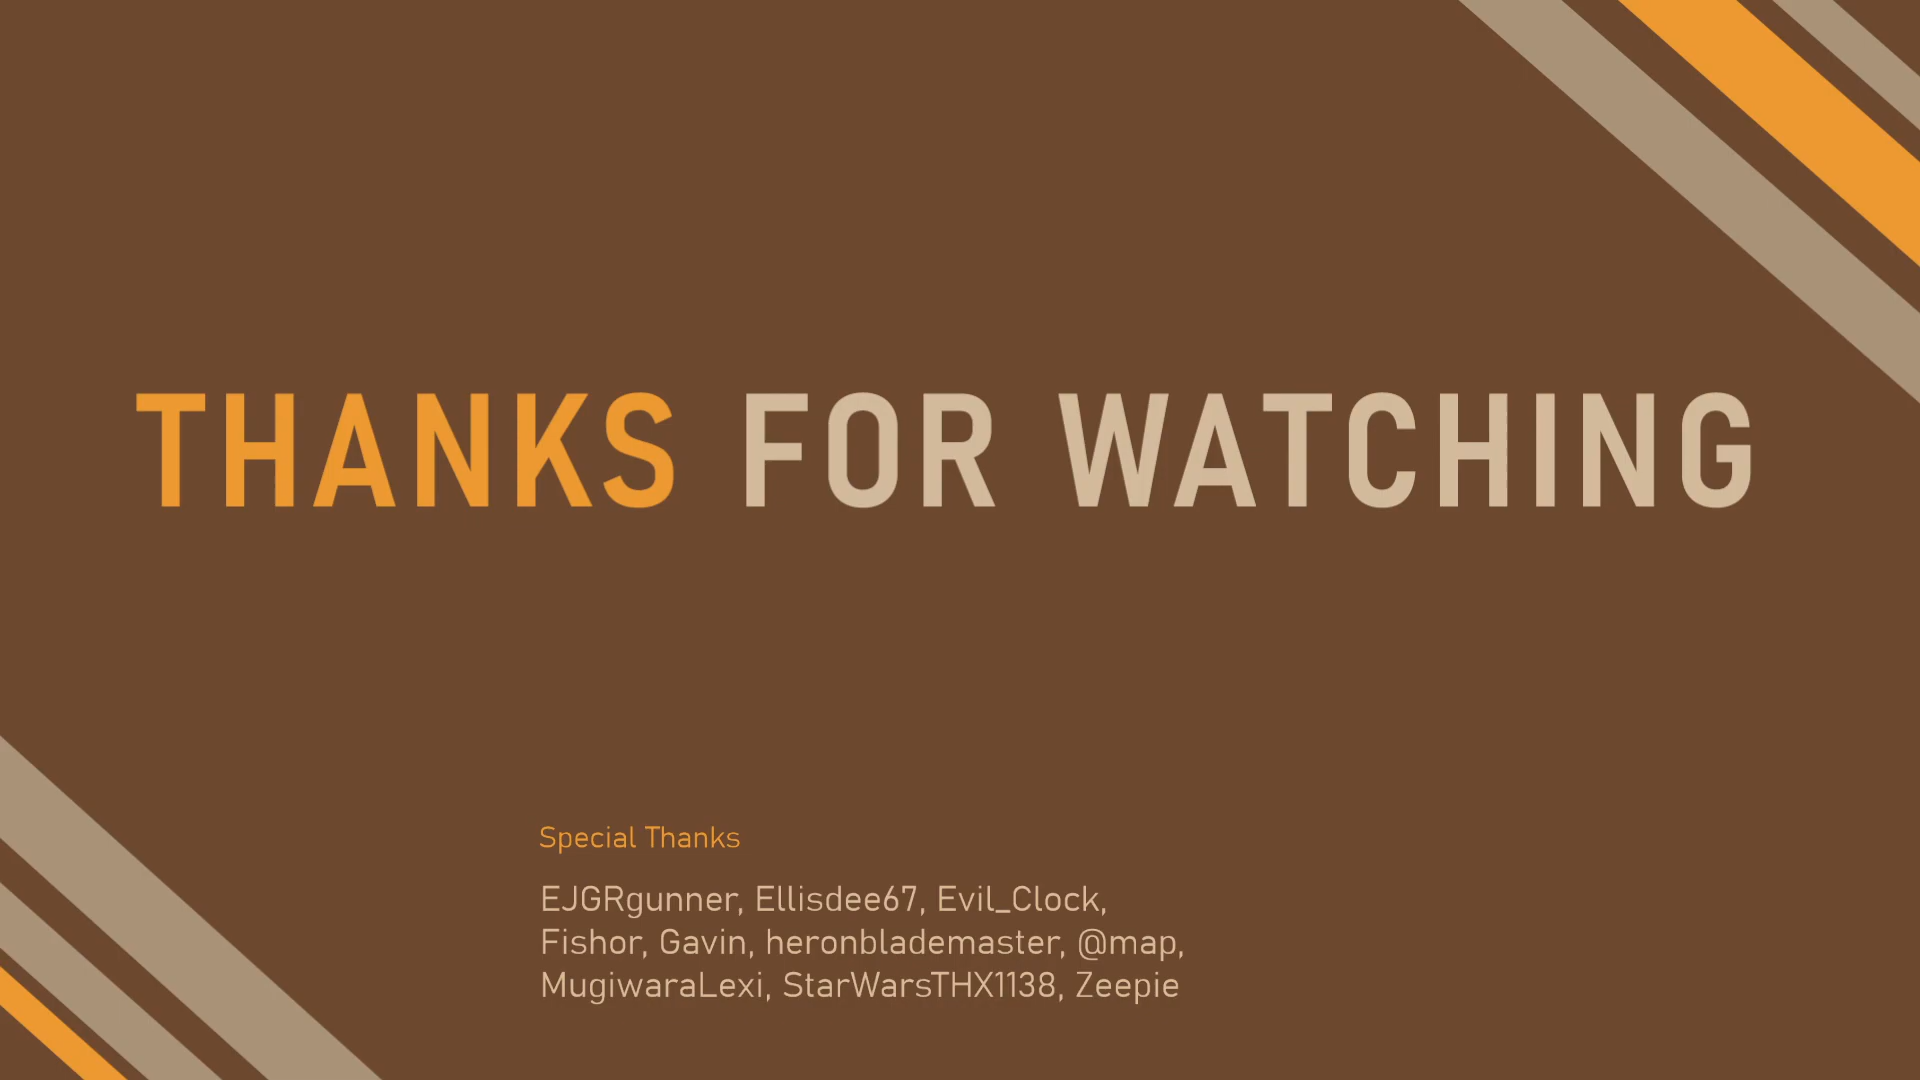 THANKS FOR WATCHING
Special Thanks
EJGRgunner, Ellisdee67, Evil_Clock,
Fishor, Gavin, heronblademaster, @map,
MugiwaraLexi, StarWarsTHX1138, Zeepie